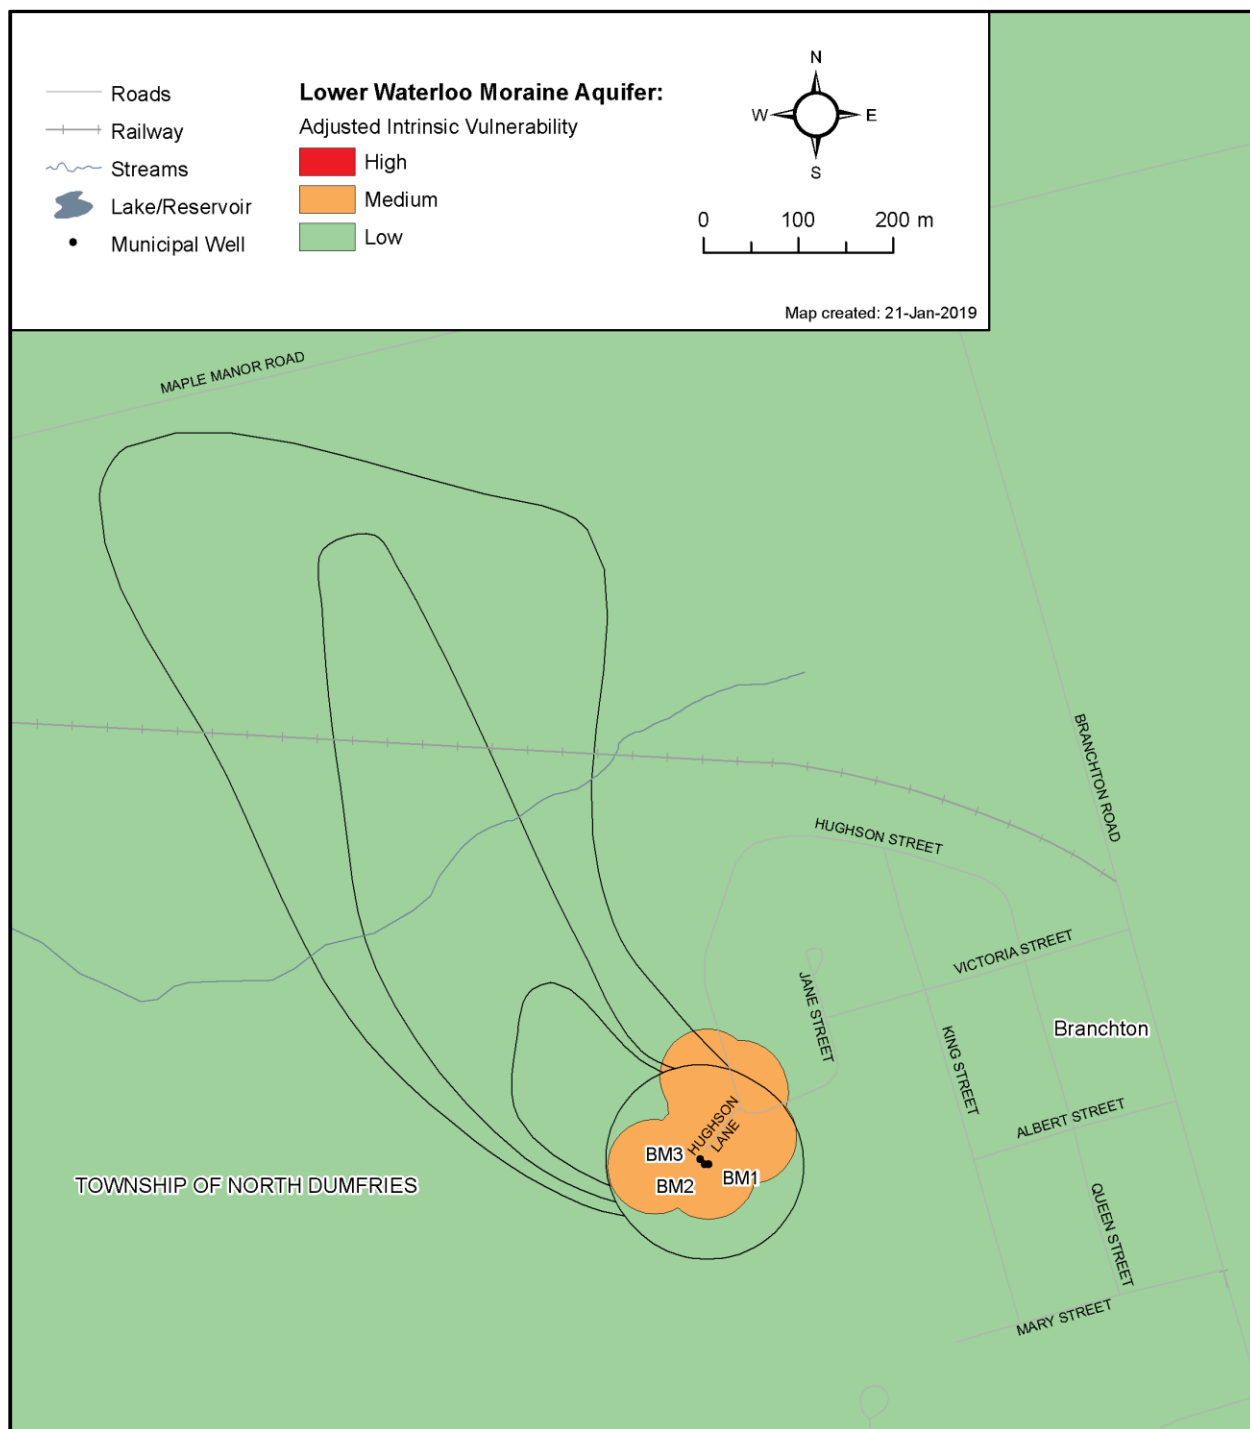 Roads
Railway
Streams
Lake/Reservoir
Municipal Well
Lower Waterloo Moraine Aquifer:
Adjusted Intrinsic Vulnerability
High
Medium
Low
N
W
E
S
0 100 200 m
Map created: 21-Jan-2019
MAPLE MANOR ROAD
BRANCHTON ROAD
HUGHSON STREET
VICTORIA STREET
JANE STREET
Branchton
KING STREET
ALBERT STREET
HUGHSON
LANE
BM3
BM2
BM1
TOWNSHIP OF NORTH DUMFRIES
QUEEN STREET
MARY STREET